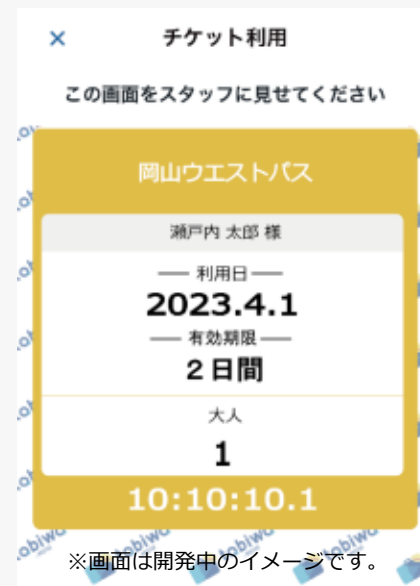 ×
チケット利用
この画面をスタッフに見せてください
岡山ウエストパス
瀬戸内 太郎 様
利用日
2023.4.1
有効期限
2日間
大人
1
10:10:10.1
※画面は開発中のイメージです。